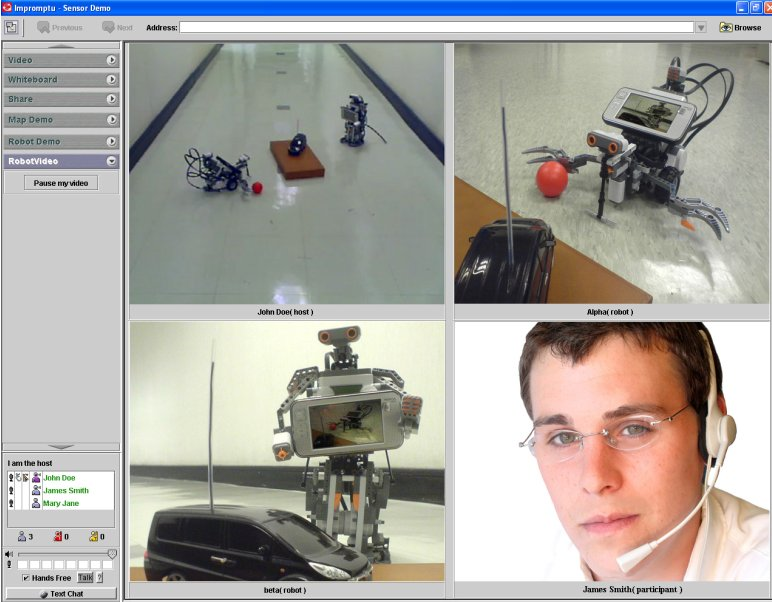 Impromptu - Sensor Demo
Previous
Next
Address:
Browse
Video
Whiteboard
Share
Map Demo
Robot Demo
RobotVideo
Pause my video
John Doe( host )
Alpha( robot )
beta( robot )
James Smith( participant )
I am the host
John Doe
James Smith
Mary Jane
3
0
0
Hands Free
Talk
?
Text Chat